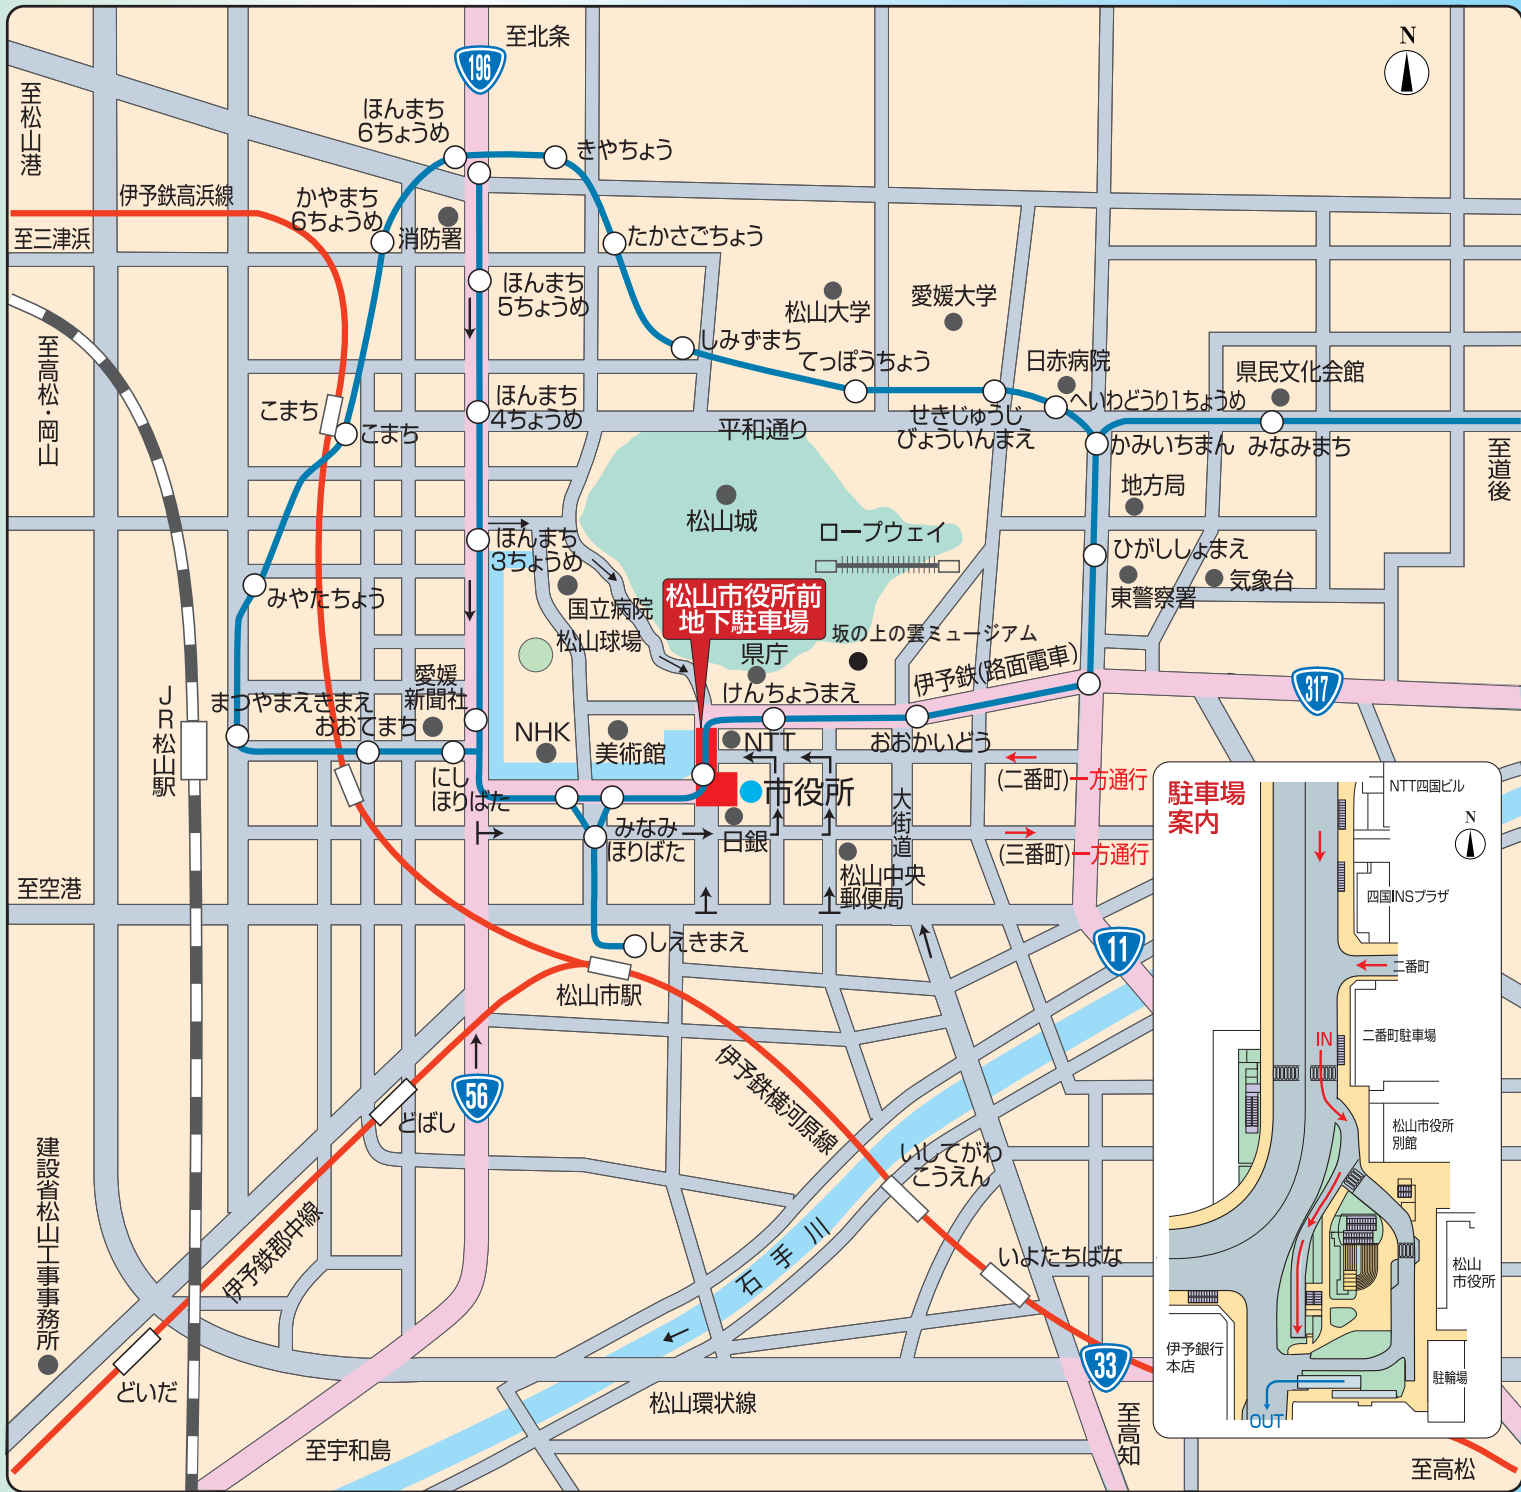 至北条
196
N
至松山港
ほんまち
6ちょうめ
きやちょう
伊予鉄高浜線
かやまち
6ちょうめ
消防署
至三津浜
たかさごちょう
ほんまち
5ちょうめ
松山大学
愛媛大学
至高松・岡山
しみずまち
てっぽうちょう
日赤病院
県民文化会館
こまち
こまち
ほんまち
4ちょうめ
平和通り
せきじゅうじ
びょういんまえ
へいわどうり1ちょうめ
かみいちまん
みなみまち
至道後
松山城
ロープウェイ
地方局
ほんまち
3ちょうめ
ひがししょまえ
東警察署
気象台
みやたちょう
国立病院
松山球場
松山市役所前
地下駐車場
坂の上の雲ミュージアム
県庁
けんちょうまえ
伊予鉄(路面電車)
317
JR松山駅
まつやまええきまえ
おおてまち
愛媛
新聞社
NHK
美術館
NTT
おおかいどう
にし
ほりばた
市役所
(二番町)一方通行
大街道
みなみ
ほりばた
日銀
(三番町)一方通行
松山中央
郵便局
至空港
しえきまえ
松山市駅
11
56
どばし
伊予鉄横河原線
いしてがわ
こうえん
いよたちばな
石手川
伊予鉄郡中線
建設省松山工事事務所
どいだ
松山環状線
至宇和島
33
至高知
至高松
駐車場
案内
NTT四国ビル
N
四国INSプラザ
二番町
IN
二番町駐車場
松山市役所
別館
松山
市役所
伊予銀行
本店
駐輪場
OUT